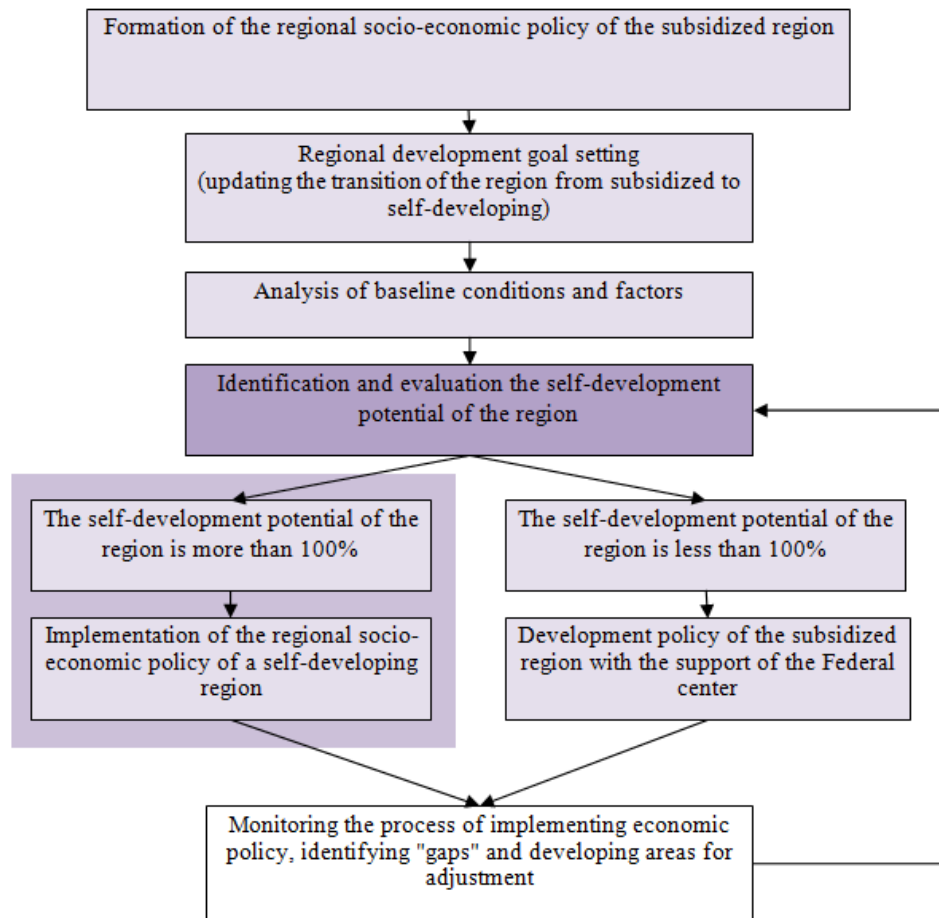 Formation of the regional socio-economic policy of the subsidized region
Regional development goal setting
(updating the transition of the region from subsidized to
self-developing)
Analysis of baseline conditions and factors
Identification and evaluation the self-development
potential of the region
The self-development potential of the
region is more than 100%
The self-development potential of the
region is less than 100%
Implementation of the regional socio-
economic policy of a self-developing
region
Development policy of the subsidized
region with the support of the Federal
center
Monitoring the process of implementing economic
policy, identifying "gaps" and developing areas for
adjustment